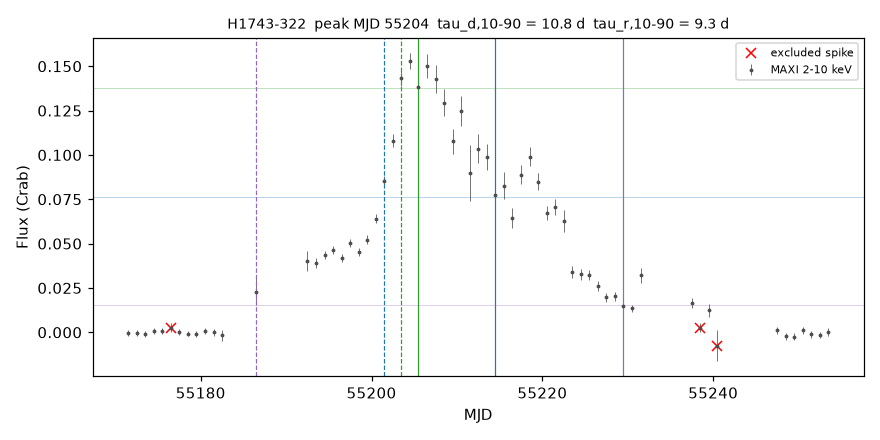 H1743-322  peak MJD 55204  tau_d,10-90 = 10.8 d  tau_r,10-90 = 9.3 d
excluded spike
MAXI 2-10 keV
Flux (Crab)
0.150
0.125
0.100
0.075
0.050
0.025
0.000
55180
55200
55220
55240
MJD